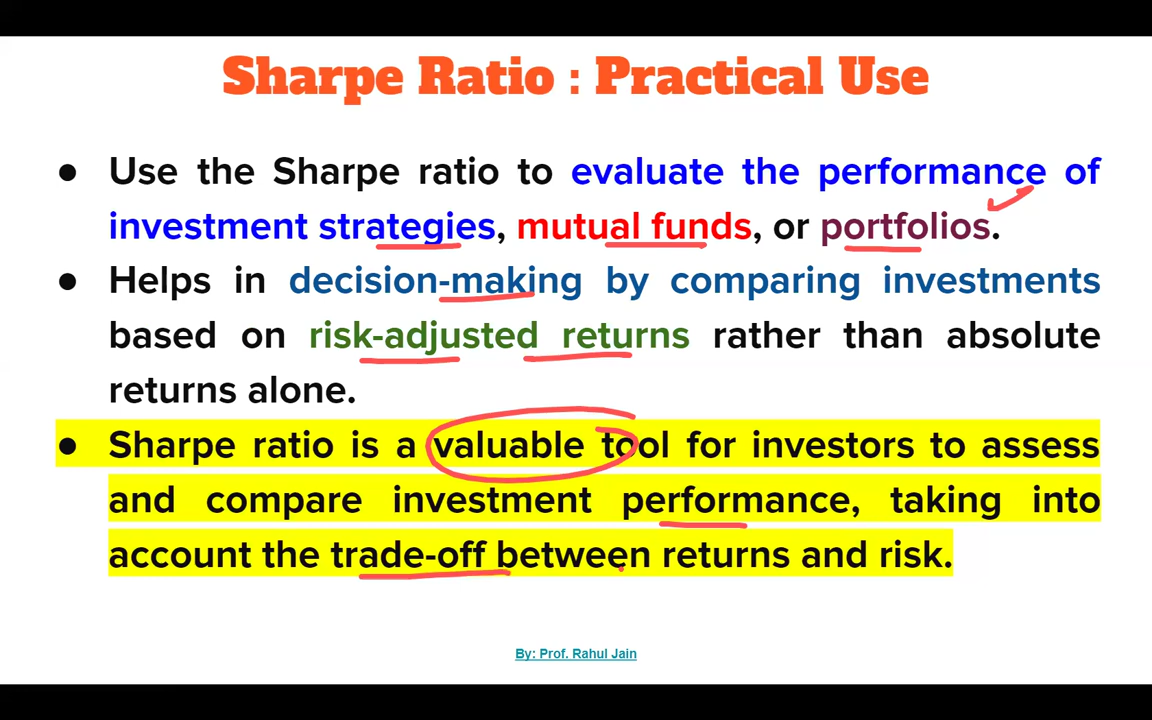 Sharpe Ratio : Practical Use
● Use the Sharpe ratio to evaluate the performance of
investment strategies, mutual funds, or portfolios.
● Helps in decision-making by comparing investments
based on risk-adjusted returns rather than absolute
returns alone.
● Sharpe ratio is a valuable tool for investors to assess
and compare investment performance, taking into
account the trade-off between returns and risk.
By: Prof. Rahul Jain